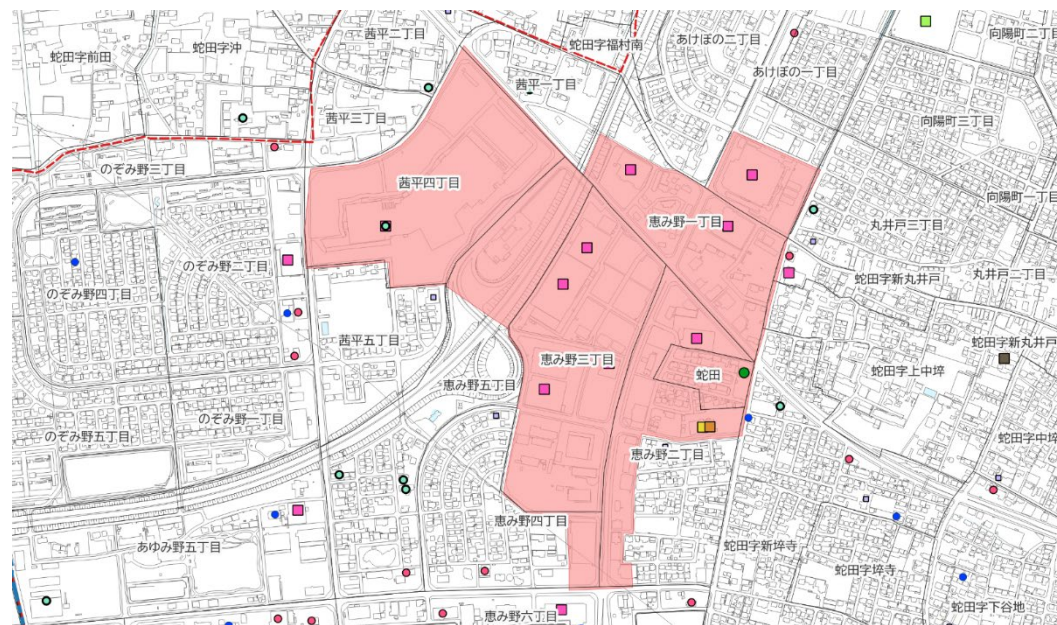 茜平二丁目
蛇田字沖
蛇田字前田
蛇田字福村南
あけぼの二丁目
向陽町二丁目
あけぼの一丁目
茜平一丁目
茜平三丁目
向陽町三丁目
のぞみ野三丁目
茜平四丁目
向陽町一丁目
恵み野一丁目
丸井戸三丁目
のぞみ野二丁目
丸井戸二丁目
蛇田字新丸井戸
のぞみ野四丁目
茜平五丁目
蛇田字新丸井戸
恵み野三丁目
蛇田
蛇田字上中埣
恵み野五丁目
のぞみ野一丁目
のぞみ野五丁目
蛇田字中埣
恵み野二丁目
恵み野四丁目
あゆみ野五丁目
蛇田字新埣寺
蛇田字埣寺
恵み野六丁目
蛇田字下谷地